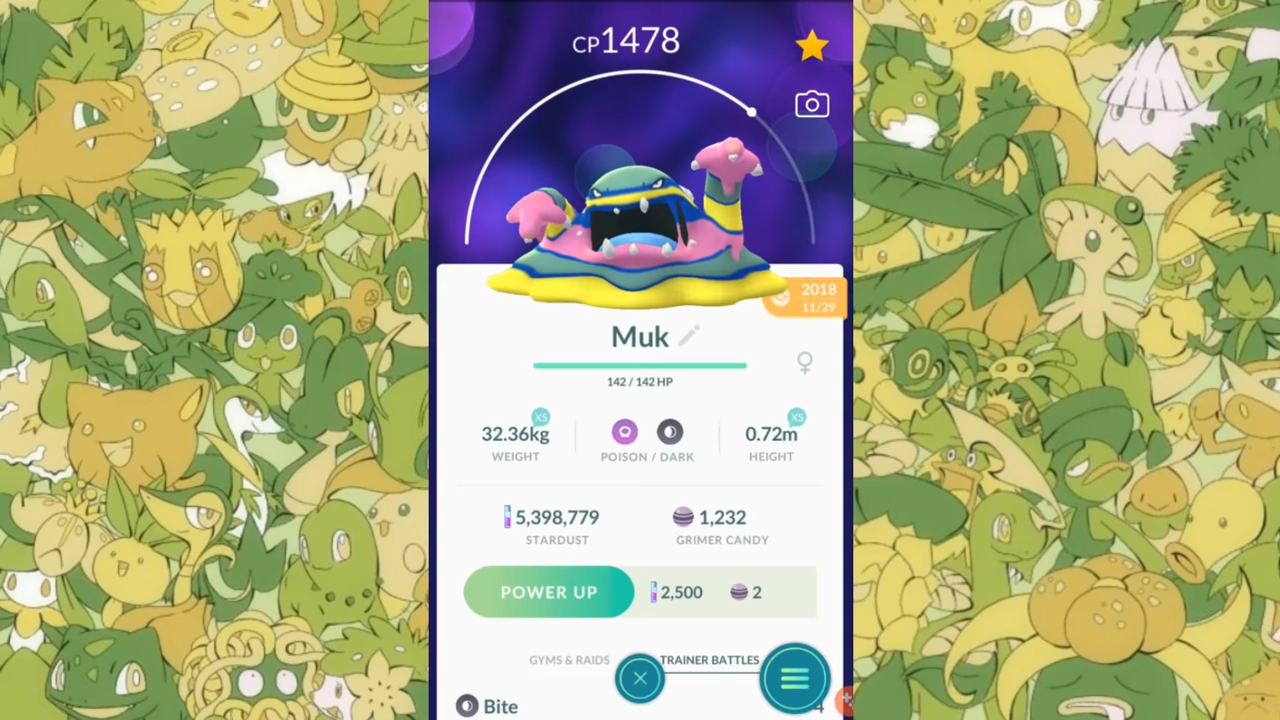 CP1478
2018
11/29
Muk
142 / 142 HP
XS
XS
32.36kg
0.72m
WEIGHT
POISON / DARK
HEIGHT
5,398,779
1,232
STARDUST
GRIMER CANDY
POWER UP
2,500
2
GYMS & RAIDS
TRAINER BATTLES
Bite
4